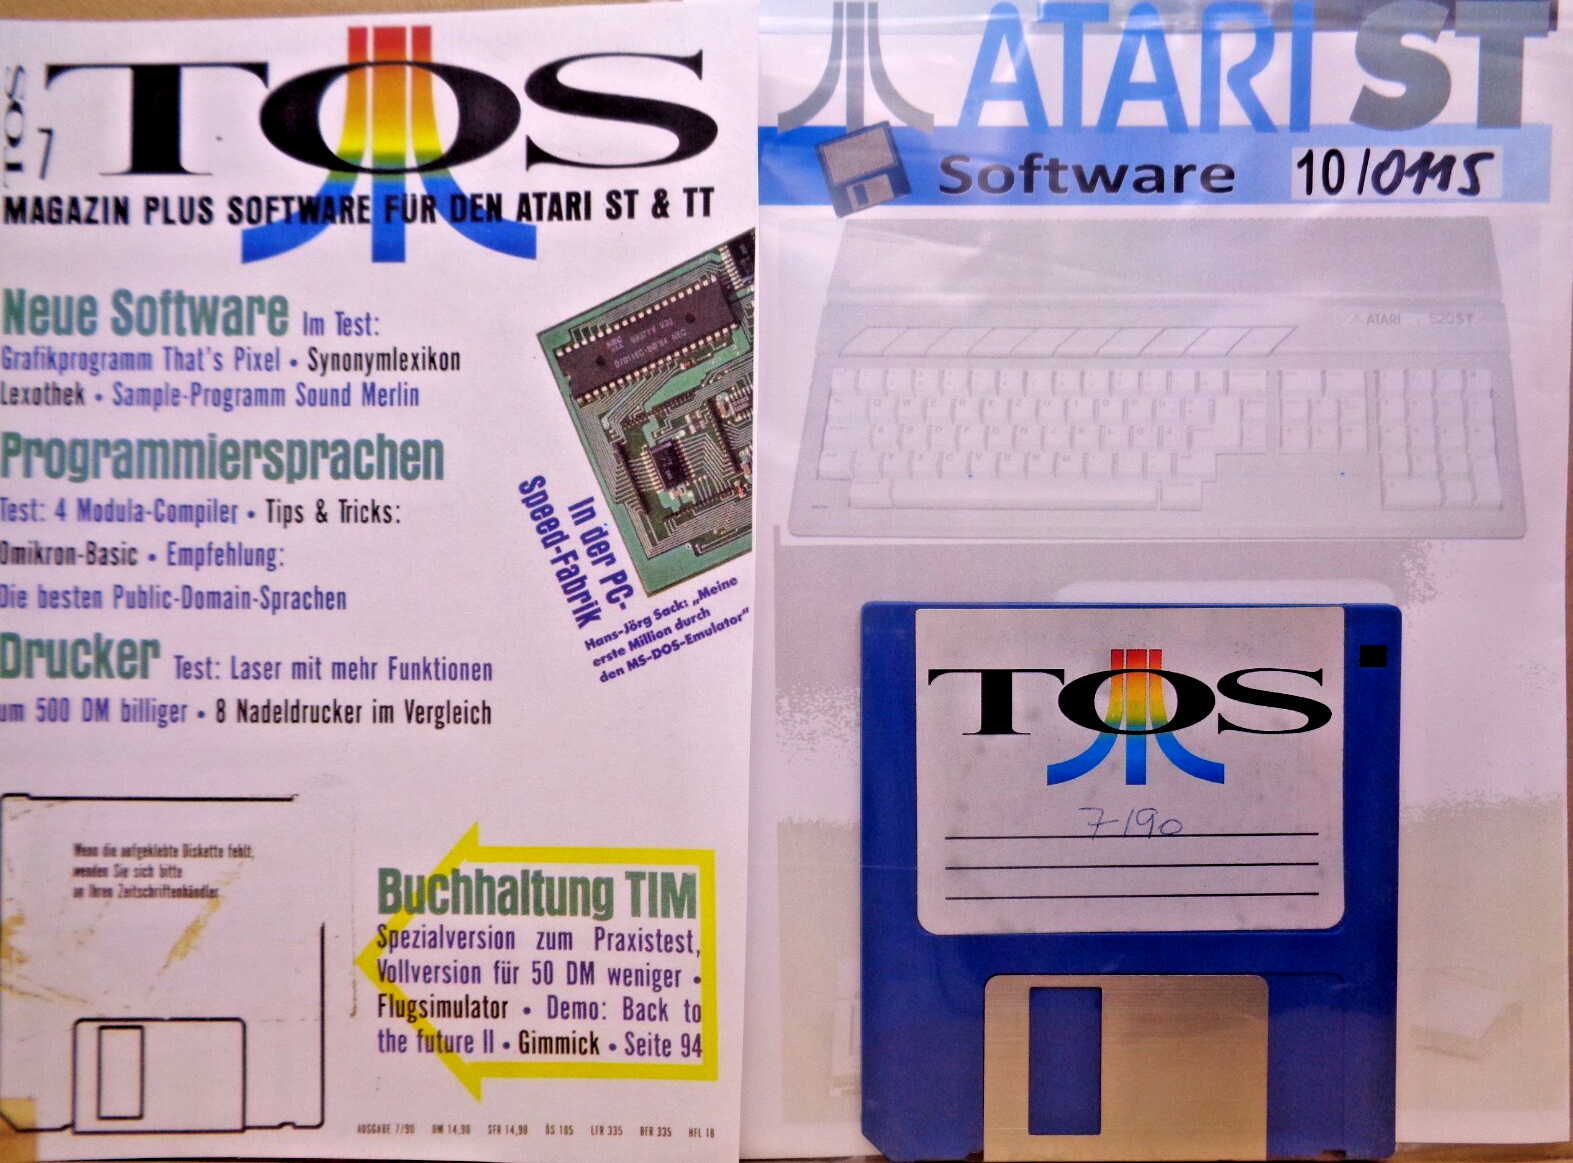 TOS
TOS
7
MAGAZIN PLUS SOFTWARE FÜR DEN ATARI ST & TT
Neue Software Im Test:
Grafikprogramm That's Pixel • Synonymlexikon
Lexothek • Sample-Programm Sound Merlin
Programmiersprachen
Test: 4 Modula-Compiler • Tips & Tricks:
Omikron-Basic • Empfehlung:
Die besten Public-Domain-Sprachen
Drucker Test: Laser mit mehr Funktionen
um 500 DM billiger • 8 Nadeldrucker im Vergleich
In der PC-
Speed-Fabrik
Hans-Jörg Sack: „Meine
erste Million durch
den MS-DOS-Emulator“
Wenn die aufgeklebte Diskette fehlt,
wenden Sie sich bitte
an Ihren Zeitschriftenhändler
Buchhaltung TIM
Spezialversion zum Praxistest,
Vollversion für 50 DM weniger •
Flugsimulator • Demo: Back to
the future II • Gimmick • Seite 94
AUSGABE 7/90 DM 14,90 SFR 14,90 ÖS 105 LFR 335 BFR 335 HFL 18
ATARI ST
Software 10/0115
ATARI 520ST
TOS
7/90